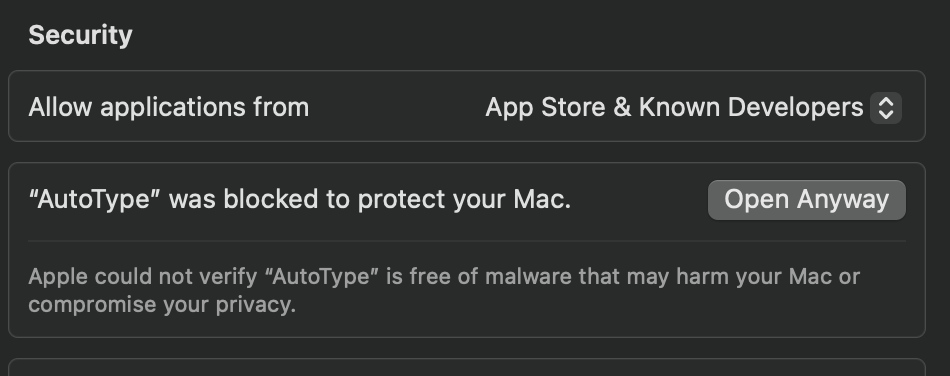 Security
Allow applications from App Store & Known Developers
“AutoType” was blocked to protect your Mac. Open Anyway
Apple could not verify “AutoType” is free of malware that may harm your Mac or
compromise your privacy.